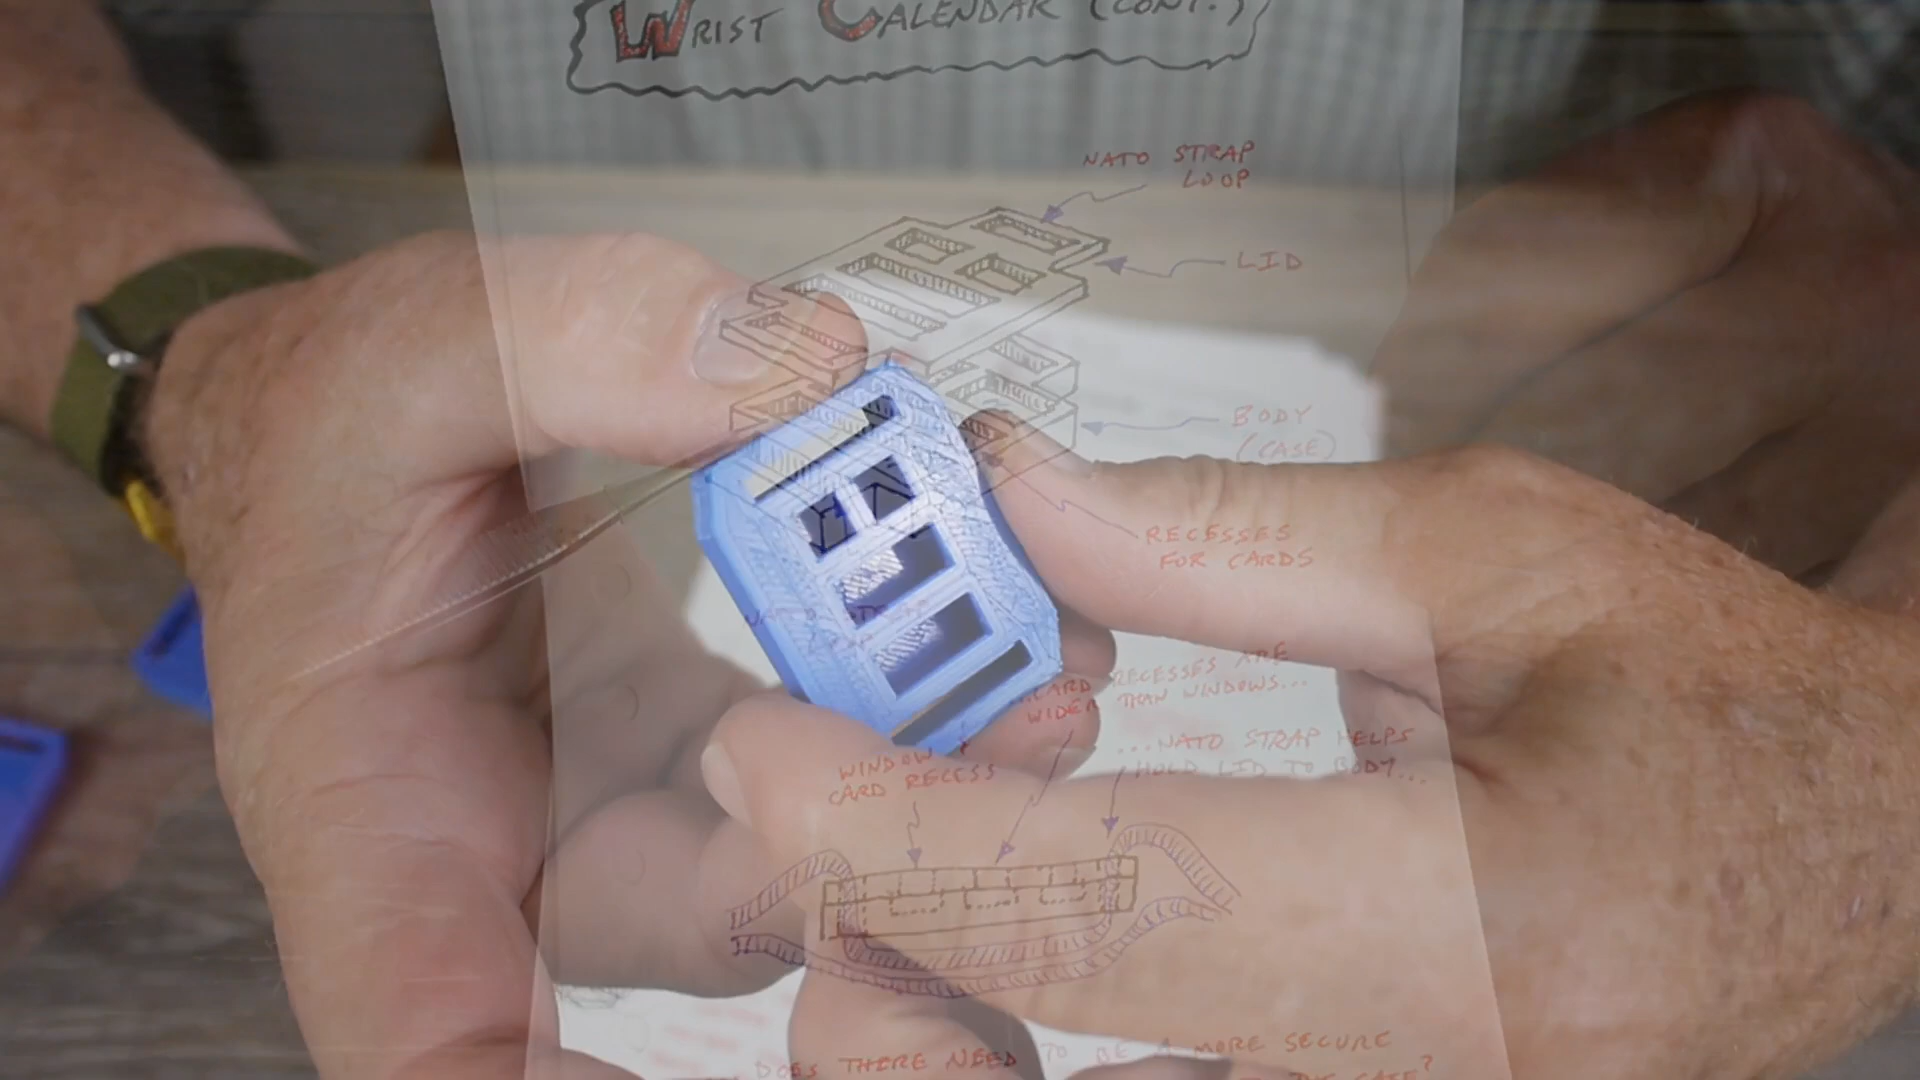 WRIST CALENDAR (CONT.)
NATO STRAP
LOOP
LID
BODY
(CASE)
RECESSES
FOR CARDS
CARD RECESSES ARE
WIDER THAN WINDOWS...
WINDOW &
CARD RECESS
...NATO STRAP HELPS
HOLD LID TO BODY...
DOES THERE NEED TO BE A MORE SECURE
CASE?